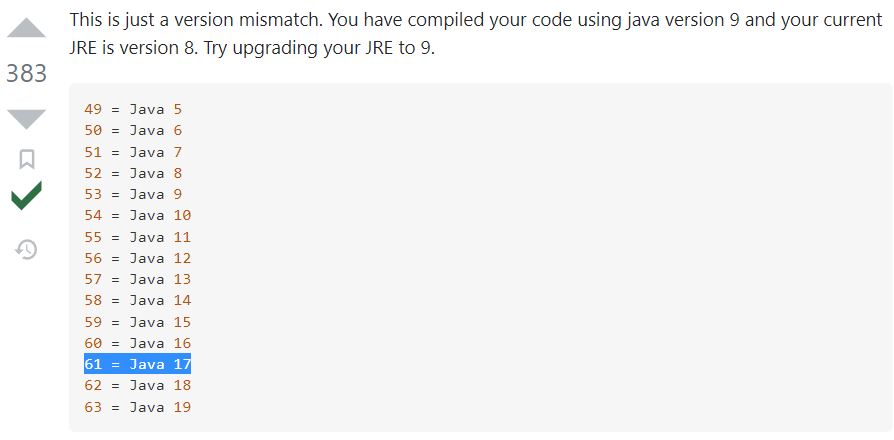 This is just a version mismatch. You have compiled your code using java version 9 and your current
JRE is version 8. Try upgrading your JRE to 9.
383
49 = Java 5
50 = Java 6
51 = Java 7
52 = Java 8
53 = Java 9
54 = Java 10
55 = Java 11
56 = Java 12
57 = Java 13
58 = Java 14
59 = Java 15
60 = Java 16
61 = Java 17
62 = Java 18
63 = Java 19